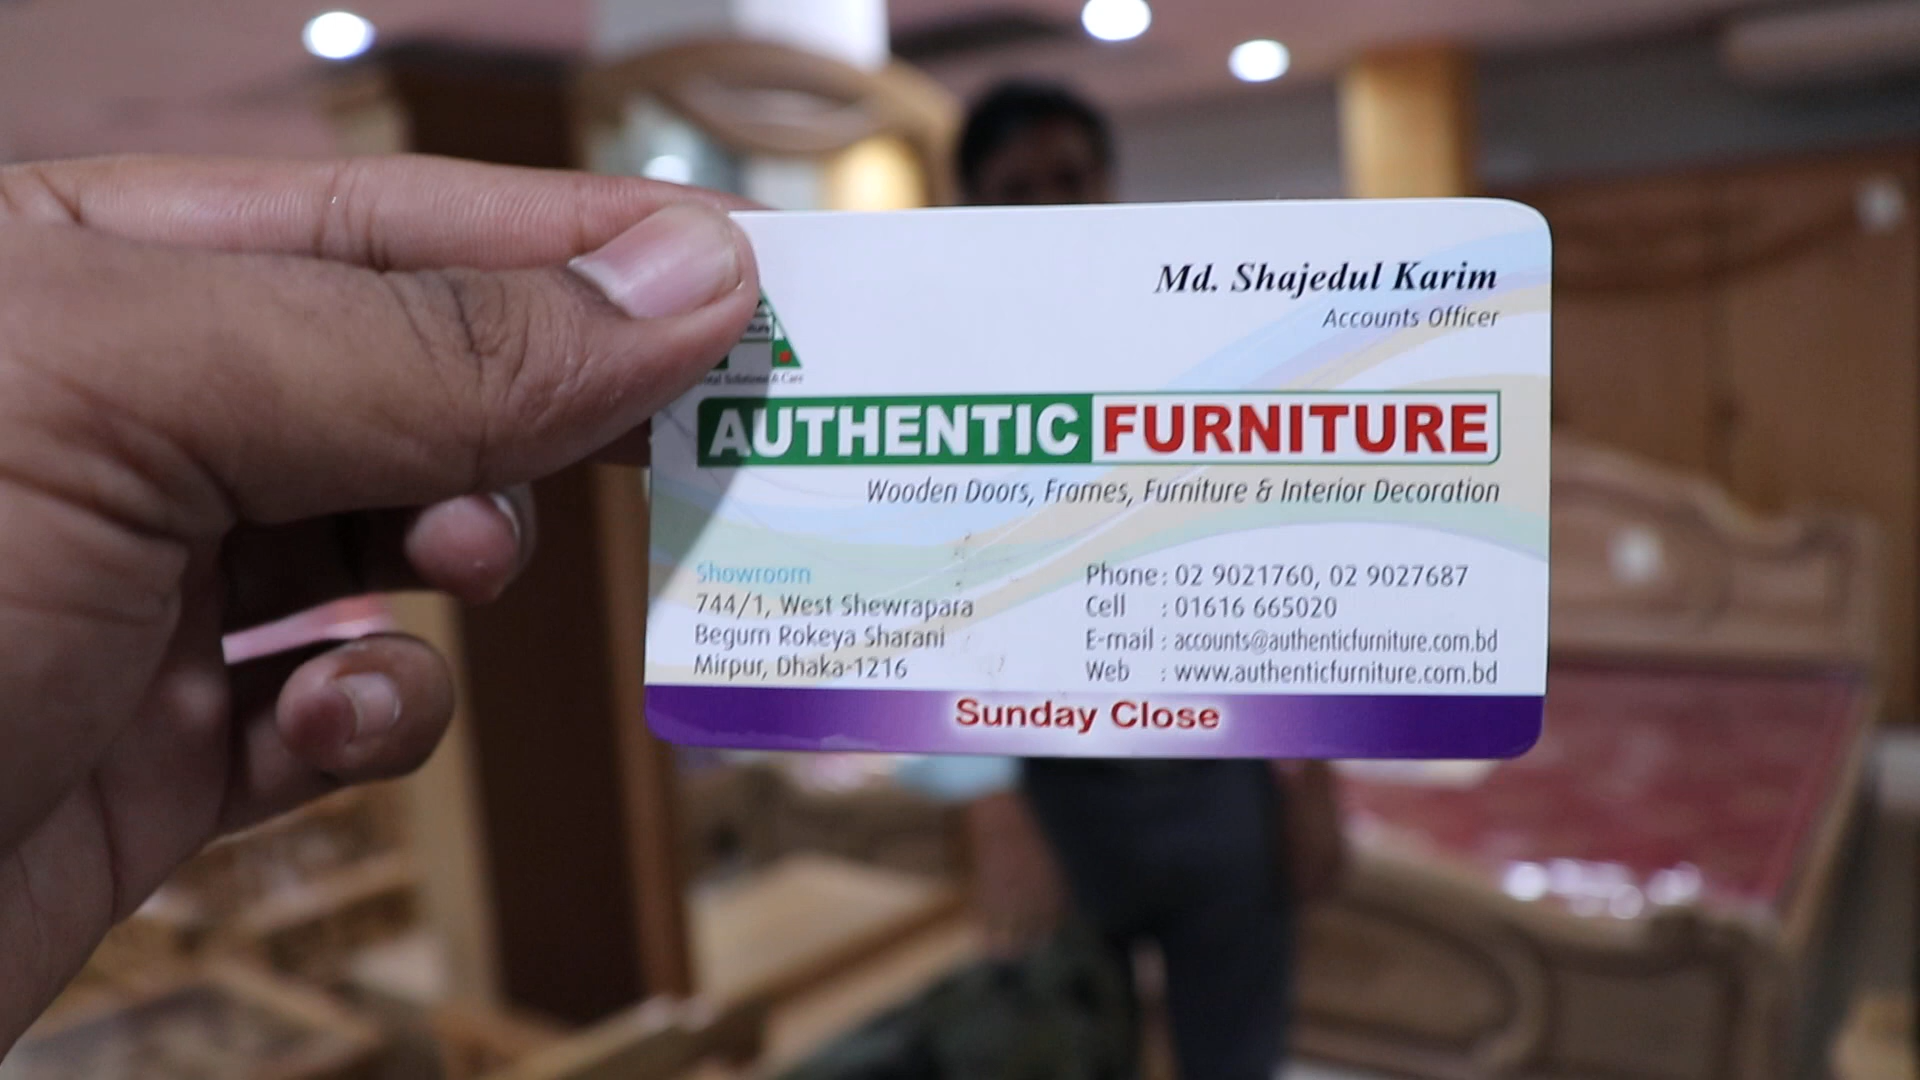 Md. Shajedul Karim
Accounts Officer
Solutions & Care
AUTHENTIC FURNITURE
Wooden Doors, Frames, Furniture & Interior Decoration
Showroom
744/1, West Shewrapara
Begum Rokeya Sharani
Mirpur, Dhaka-1216
Phone: 02 9021760, 02 9027687
Cell : 01616 665020
E-mail : accounts@authenticfurniture.com.bd
Web : www.authenticfurniture.com.bd
Sunday Close